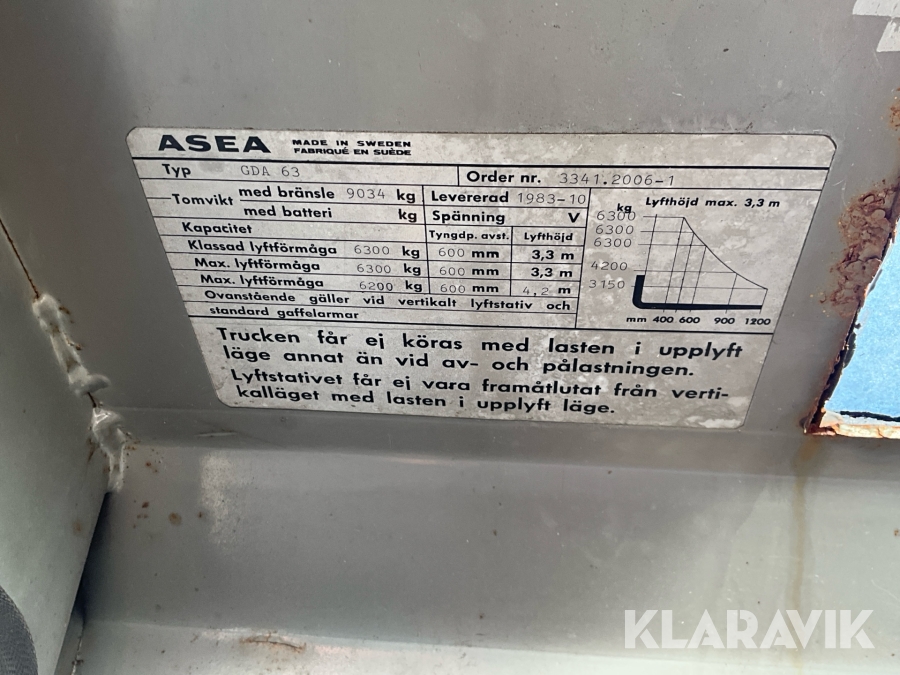 ASEA MADE IN SWEDEN
FABRIQUÉ EN SUÈDE
Typ GDA 63 Order nr. 3341.2006-1
Tomvikt med bränsle 9034 kg Levererad 1983-10
med batteri kg Spänning V
Kapacitet Tyngdp. avst. Lyfthöjd
Klassad lyftförmåga 6300 kg 600 mm 3,3 m
Max. lyftförmåga 6300 kg 600 mm 3,3 m
Max. lyftförmåga 6200 kg 600 mm 4,2 m
Ovanstående gäller vid vertikalt lyftstativ och
standard gaffelarmar
kg Lyfthöjd max. 3,3 m
6300
6300
6300
4200
3150
mm 400 600 900 1200
Trucken får ej köras med lasten i upplyft
läge annat än vid av- och pålastningen.
Lyftstativet får ej vara framåtlutat från verti-
kalläget med lasten i upplyft läge.
KLARAVIK